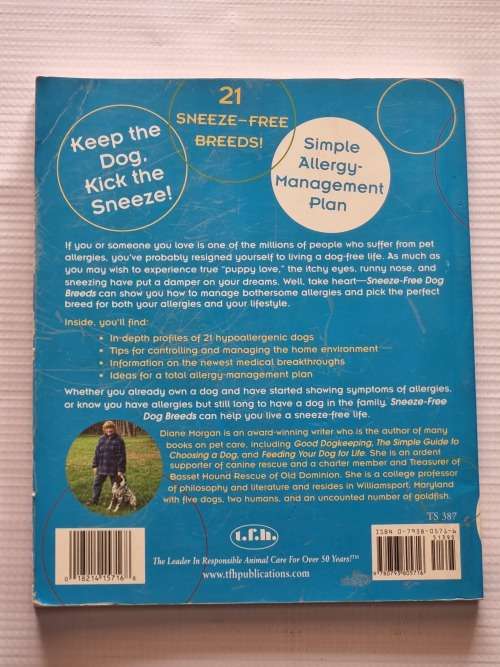 21
SNEEZE-FREE
BREEDS!
Keep the
Dog,
Kick the
Sneeze!
Simple
Allergy-
Management
Plan
If you or someone you love is one of the millions of people who suffer from pet
allergies, you've probably resigned yourself to living a dog-free life. As much as
you may wish to experience true "puppy love," the itchy eyes, runny nose, and
sneezing have put a damper on your dreams. Well, take heart—Sneeze-Free Dog
Breeds can show you how to manage bothersome allergies and pick the perfect
breed for both your allergies and your lifestyle.
Inside, you'll find:
• In-depth profiles of 21 hypoallergenic dogs
• Tips for controlling and managing the home environment
• Information on the newest medical breakthroughs
• Ideas for a total allergy-management plan
Whether you already own a dog and have started showing symptoms of allergies,
or know you have allergies but still long to have a dog in the family, Sneeze-Free
Dog Breeds can help you live a sneeze-free life.
Diane Morgan is an award-winning writer who is the author of many
books on pet care, including Good Dogkeeping, The Simple Guide to
Choosing a Dog, and Feeding Your Dog for Life. She is an ardent
supporter of canine rescue and a charter member and Treasurer of
Basset Hound Rescue of Old Dominion. She is a college professor
of philosophy and literature and resides in Williamsport, Maryland
with five dogs, two humans, and an uncounted number of goldfish.
TS 387
ISBN 0-7938-0571-6
51395
t.f.h.
The Leader In Responsible Animal Care For Over 50 Years!™
www.tfhpublications.com
0 18214 15716 8
9 780793 805716